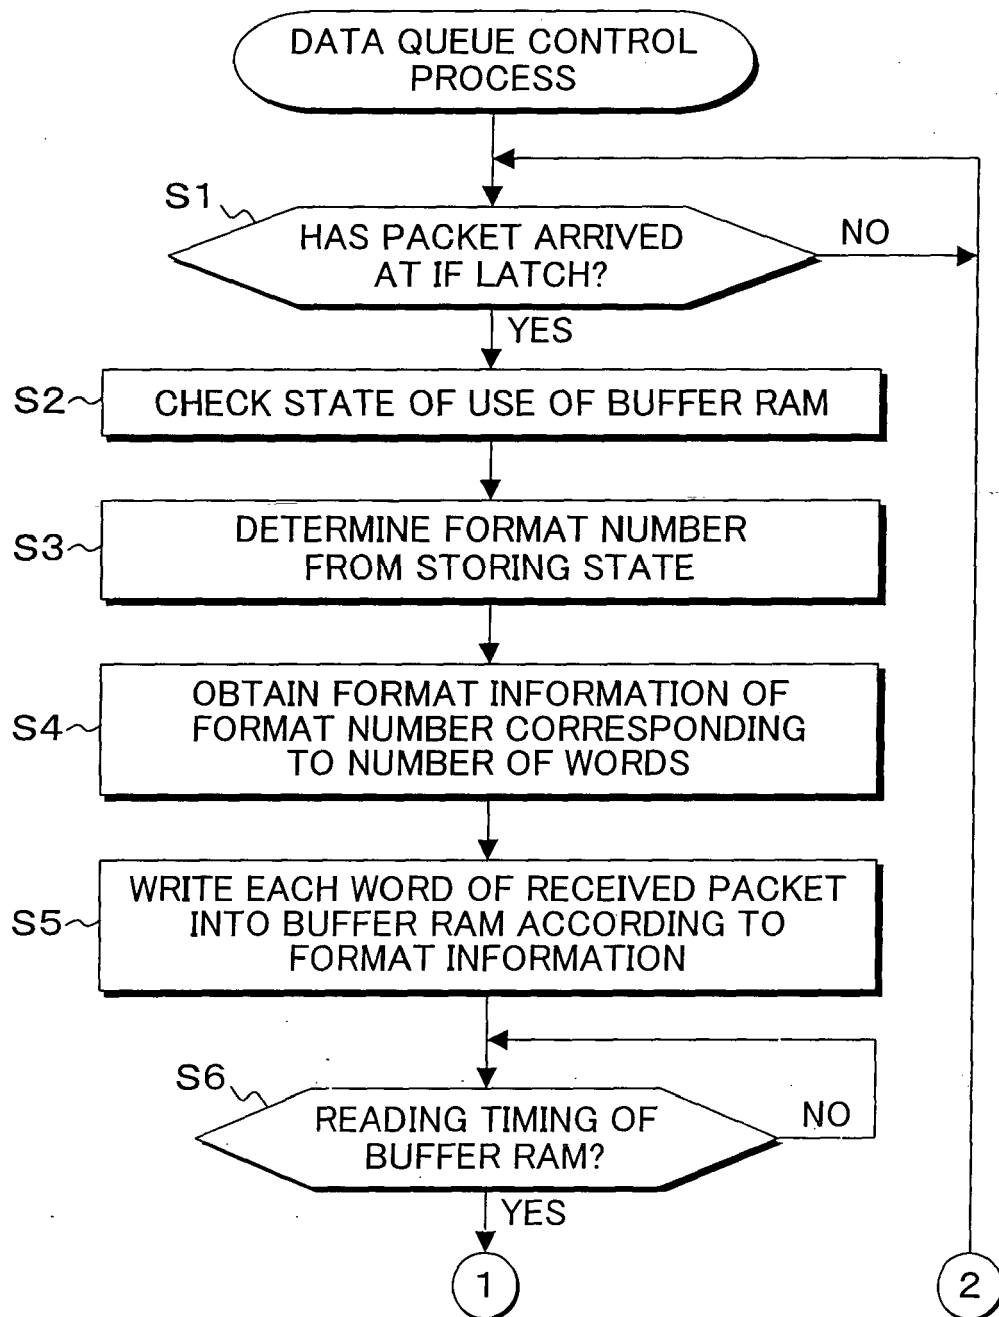 DATA QUEUE CONTROL
PROCESS
S1
HAS PACKET ARRIVED
AT IF LATCH?
NO
YES
S2
CHECK STATE OF USE OF BUFFER RAM
S3
DETERMINE FORMAT NUMBER
FROM STORING STATE
S4
OBTAIN FORMAT INFORMATION OF
FORMAT NUMBER CORRESPONDING
TO NUMBER OF WORDS
S5
WRITE EACH WORD OF RECEIVED PACKET
INTO BUFFER RAM ACCORDING TO
FORMAT INFORMATION
S6
READING TIMING OF
BUFFER RAM?
NO
YES
1
2